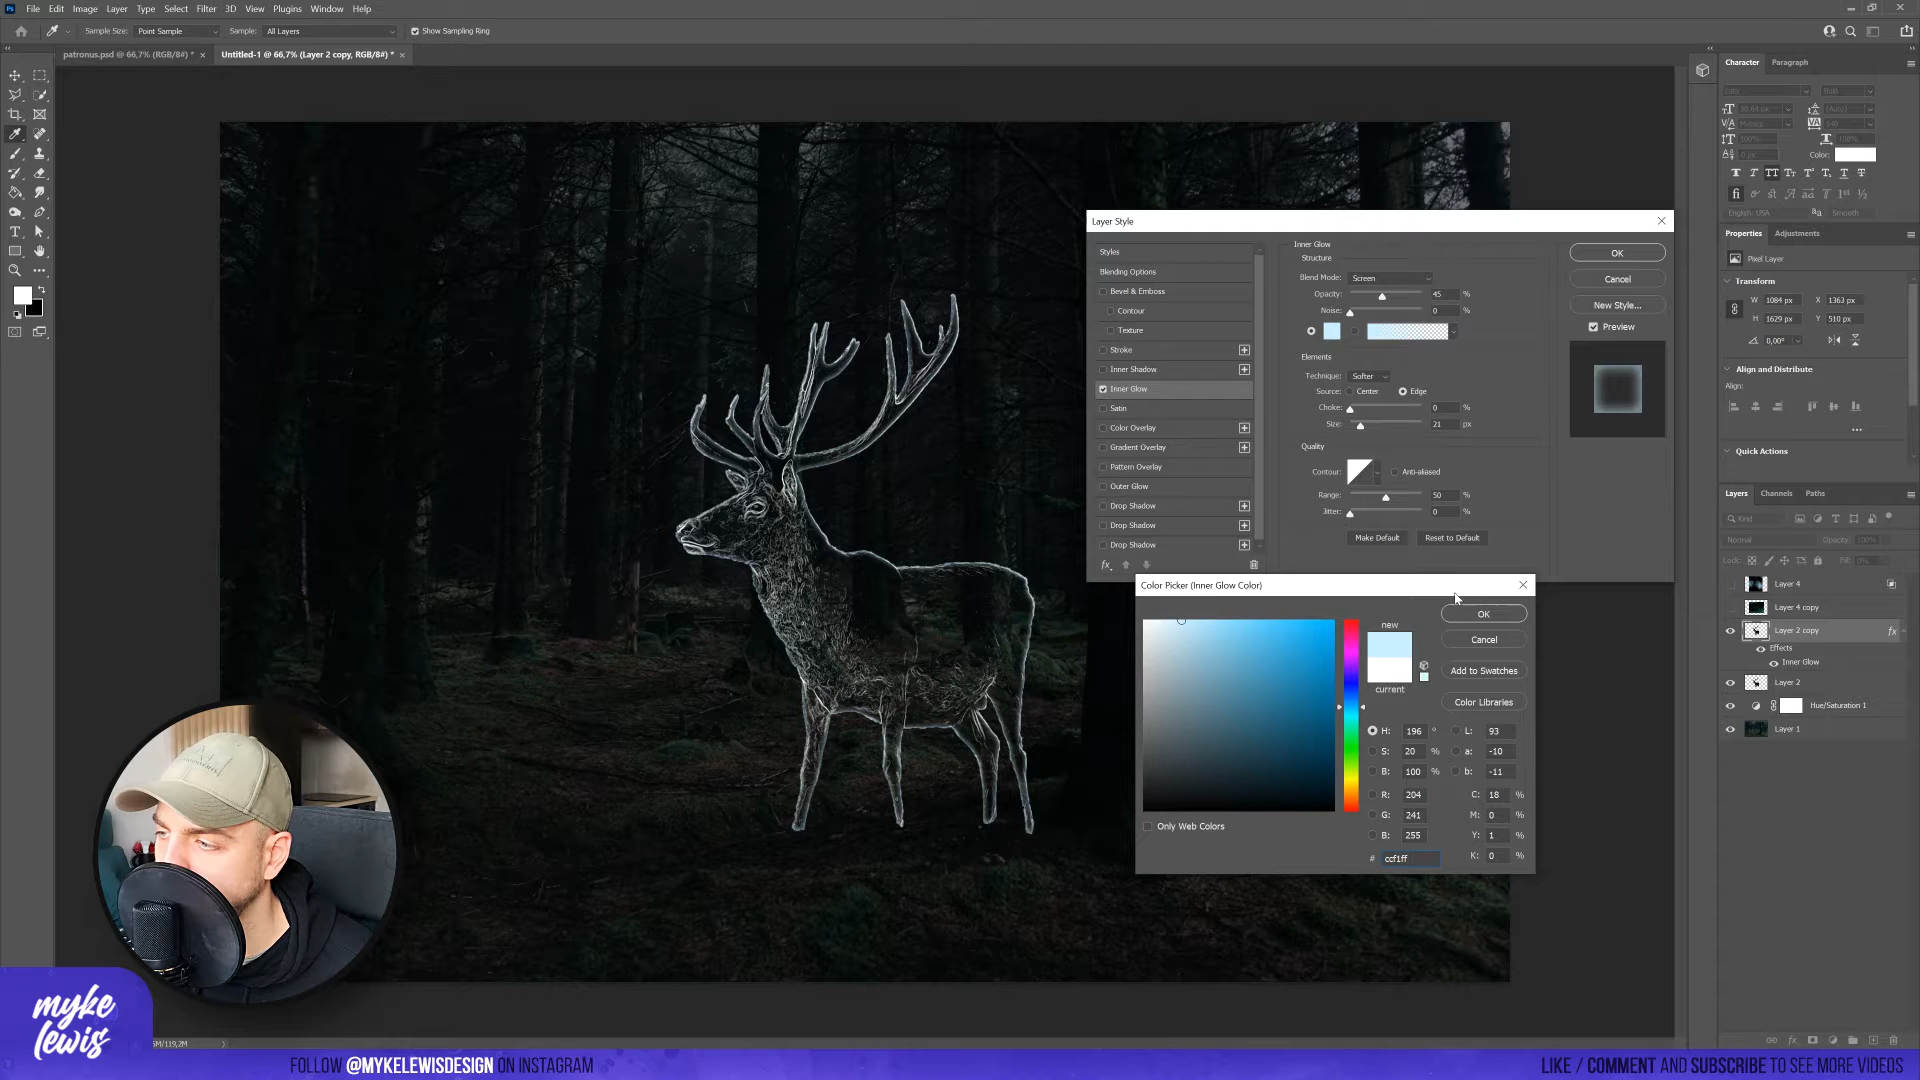 File Edit Image Layer Type Select Filter 3D View Plugins Window Help
Sample Size: Point Sample Sample: All Layers Show Sampling Ring
patronus.psd @ 66,7% (RGB/8#) * × Untitled-1 @ 66,7% (Layer 2 copy, RGB/8#) * ×
Character Paragraph
Color:
English: USA Smooth
Properties Adjustments
Pixel Layer
Transform
W 1084 px X 1363 px
H 1629 px Y 510 px
0,00°
Align and Distribute
Align:
Quick Actions
Layer Style
Styles
Blending Options
Bevel & Emboss
Contour
Texture
Stroke
Inner Shadow
Inner Glow
Satin
Color Overlay
Gradient Overlay
Pattern Overlay
Outer Glow
Drop Shadow
Drop Shadow
Drop Shadow
Inner Glow
Structure
Blend Mode: Screen
Opacity: 45 %
Noise: 0 %
Elements
Technique: Softer
Source: Center Edge
Choke: 0 %
Size: 21 px
Quality
Contour: Anti-aliased
Range: 50 %
Jitter: 0 %
Make Default Reset to Default
OK
Cancel
New Style...
Preview
Color Picker (Inner Glow Color)
new
current
OK
Cancel
Add to Swatches
Color Libraries
H: 196 ° L: 93
S: 20 % a: -10
B: 100 % b: -11
R: 204 C: 18 %
G: 241 M: 0 %
B: 255 Y: 1 %
# ccf1ff K: 0 %
Only Web Colors
Layers Channels Paths
Kind
Normal Opacity: 100%
Lock: Fill: 0%
Layer 4
Layer 4 copy
Layer 2 copy fx
Effects
Inner Glow
Layer 2
Hue/Saturation 1
Layer 1
myke
lewis
FOLLOW @MYKELEWISDESIGN ON INSTAGRAM
LIKE / COMMENT AND SUBSCRIBE TO SEE MORE VIDEOS